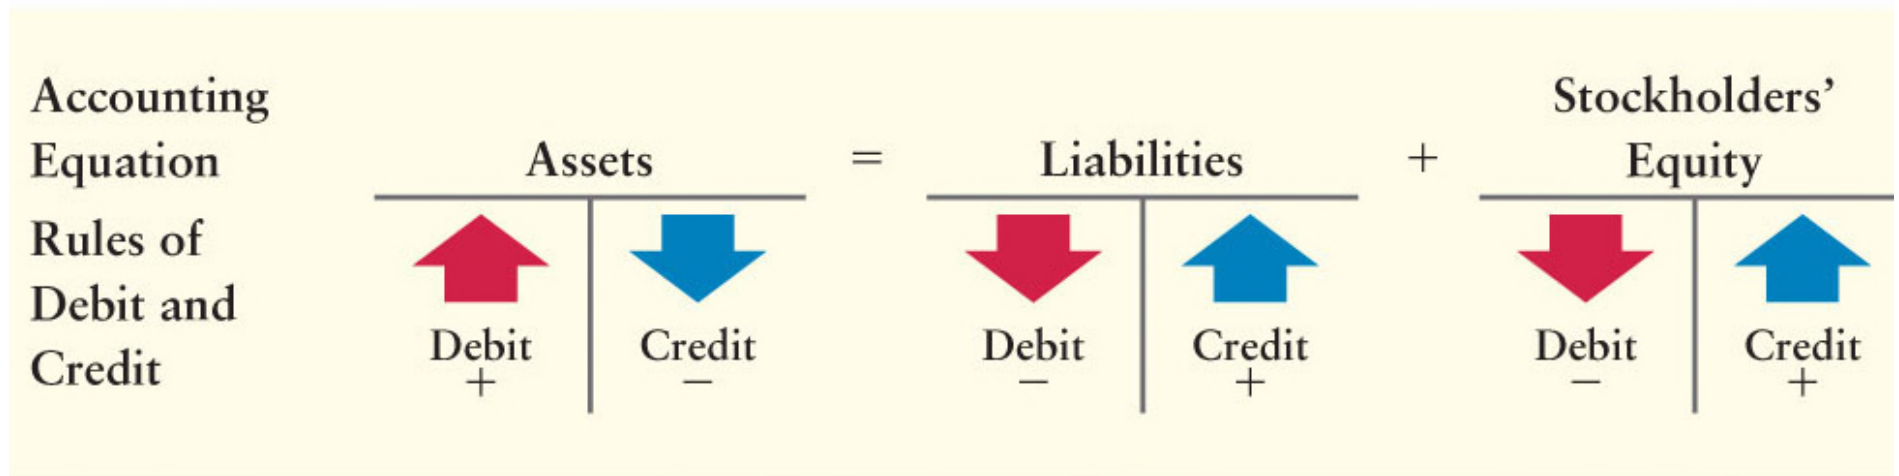 Accounting
Equation
Rules of
Debit and
Credit
Assets
=
Liabilities
+
Stockholders’
Equity
Debit
+
Credit
−
Debit
−
Credit
+
Debit
−
Credit
+